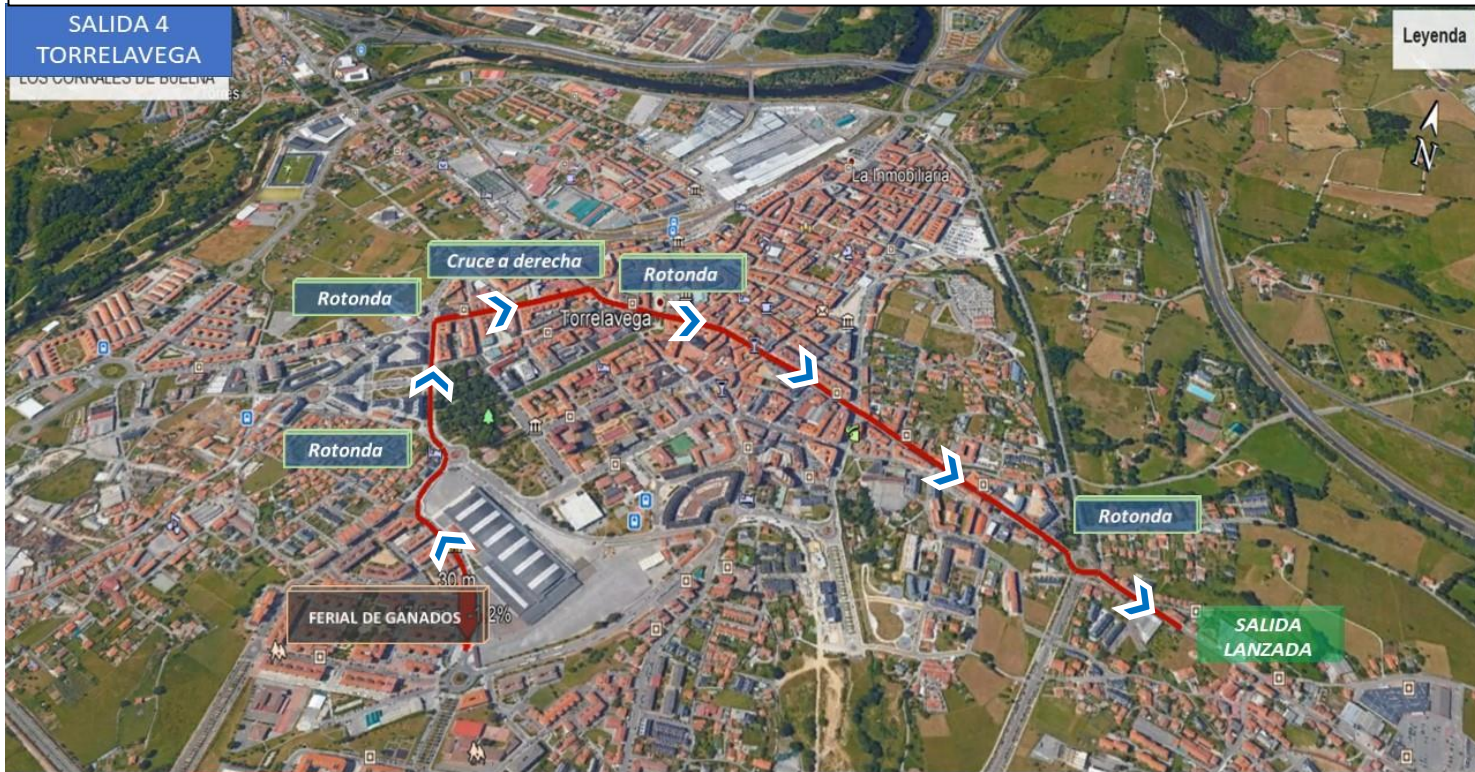 SALIDA 4
TORRELAVEGA
LOS CORRALES DE BUELNA
Leyenda
N
La Inmobiliaria
Cruce a derecha
Rotonda
Rotonda
Torrelavega
Rotonda
Rotonda
30 m
2%
FERIAL DE GANADOS
SALIDA
LANZADA